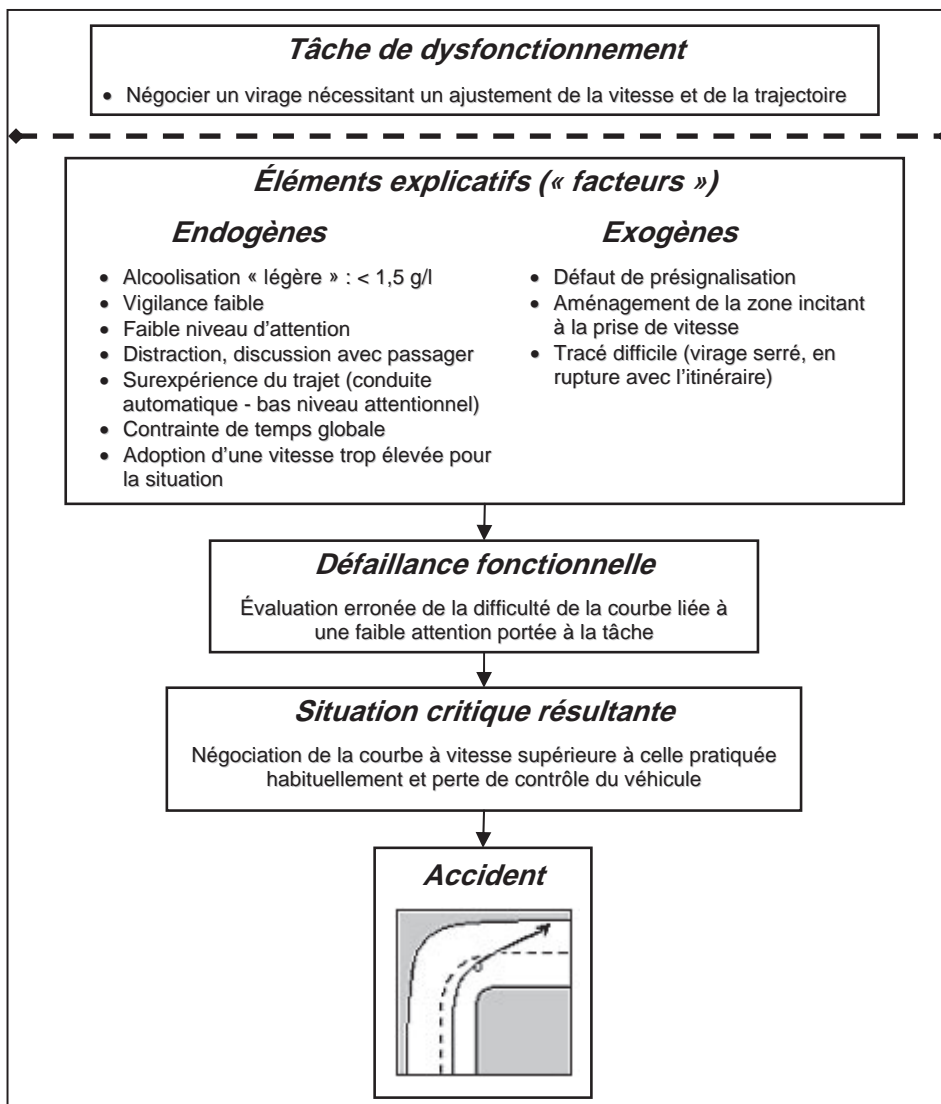 Tâche de dysfonctionnement
• Négocier un virage nécessitant un ajustement de la vitesse et de la trajectoire
Éléments explicatifs (« facteurs »)
Endogènes
• Alcoolisation « légère » : < 1,5 g/l
• Vigilance faible
• Faible niveau d’attention
• Distraction, discussion avec passager
• Surexpérience du trajet (conduite
automatique - bas niveau attentionnel)
• Contrainte de temps globale
• Adoption d’une vitesse trop élevée pour
la situation
Exogènes
• Défaut de présignalisation
• Aménagement de la zone incitant
à la prise de vitesse
• Tracé difficile (virage serré, en
rupture avec l’itinéraire)
Défaillance fonctionnelle
Évaluation erronée de la difficulté de la courbe liée à
une faible attention portée à la tâche
Situation critique résultante
Négociation de la courbe à vitesse supérieure à celle pratiquée
habituellement et perte de contrôle du véhicule
Accident